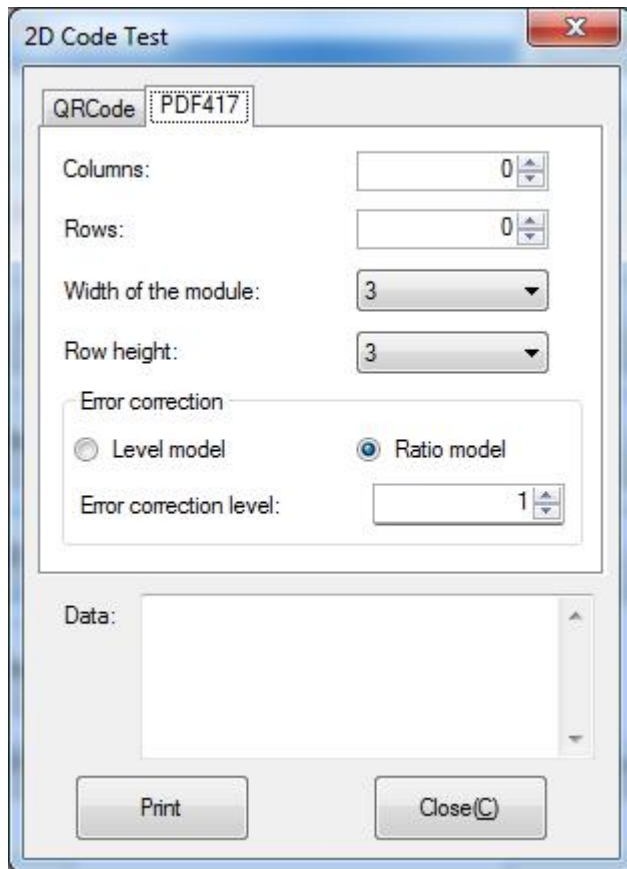 2D Code Test
QRCode PDF417
Columns: 0
Rows: 0
Width of the module: 3
Row height: 3
Error correction
Level model Ratio model
Error correction level: 1
Data:
Print Close(C)